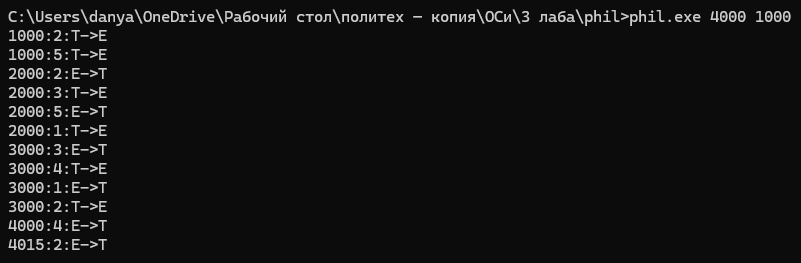 C:\Users\danya\OneDrive\Рабочий стол\политех — копия\ОСи\3 лаба\phil>phil.exe 4000 1000
1000:2:T->E
1000:5:T->E
2000:2:E->T
2000:3:T->E
2000:5:E->T
2000:1:T->E
3000:3:E->T
3000:4:T->E
3000:1:E->T
3000:2:T->E
4000:4:E->T
4015:2:E->T